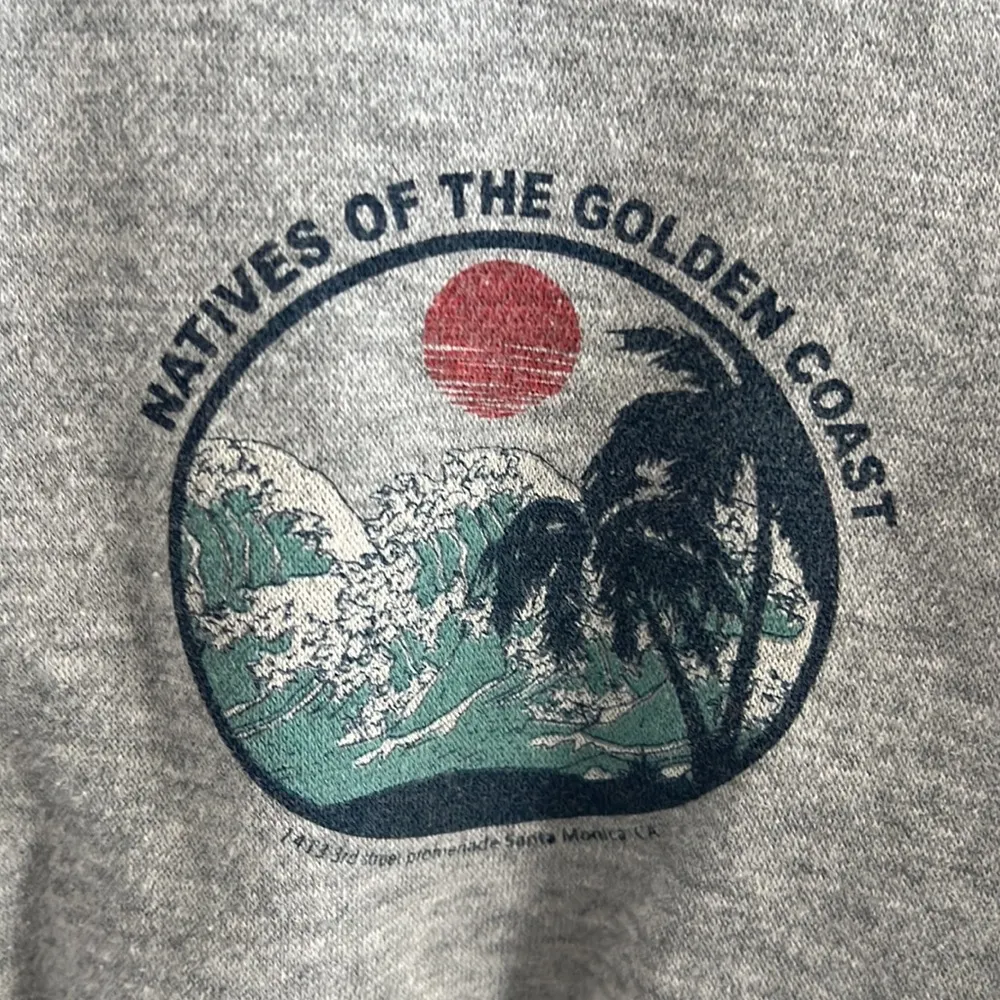 NATIVES OF THE GOLDEN COAST
1413 3rd street promenade Santa Monica CA